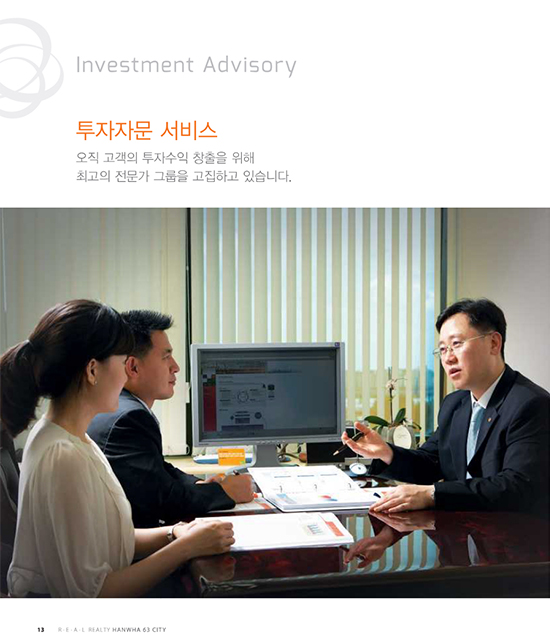 Investment Advisory
투자자문 서비스
오직 고객의 투자수익 창출을 위해
최고의 전문가 그룹을 고집하고 있습니다.
13 R·E·A·L REALTY HANWHA 63 CITY